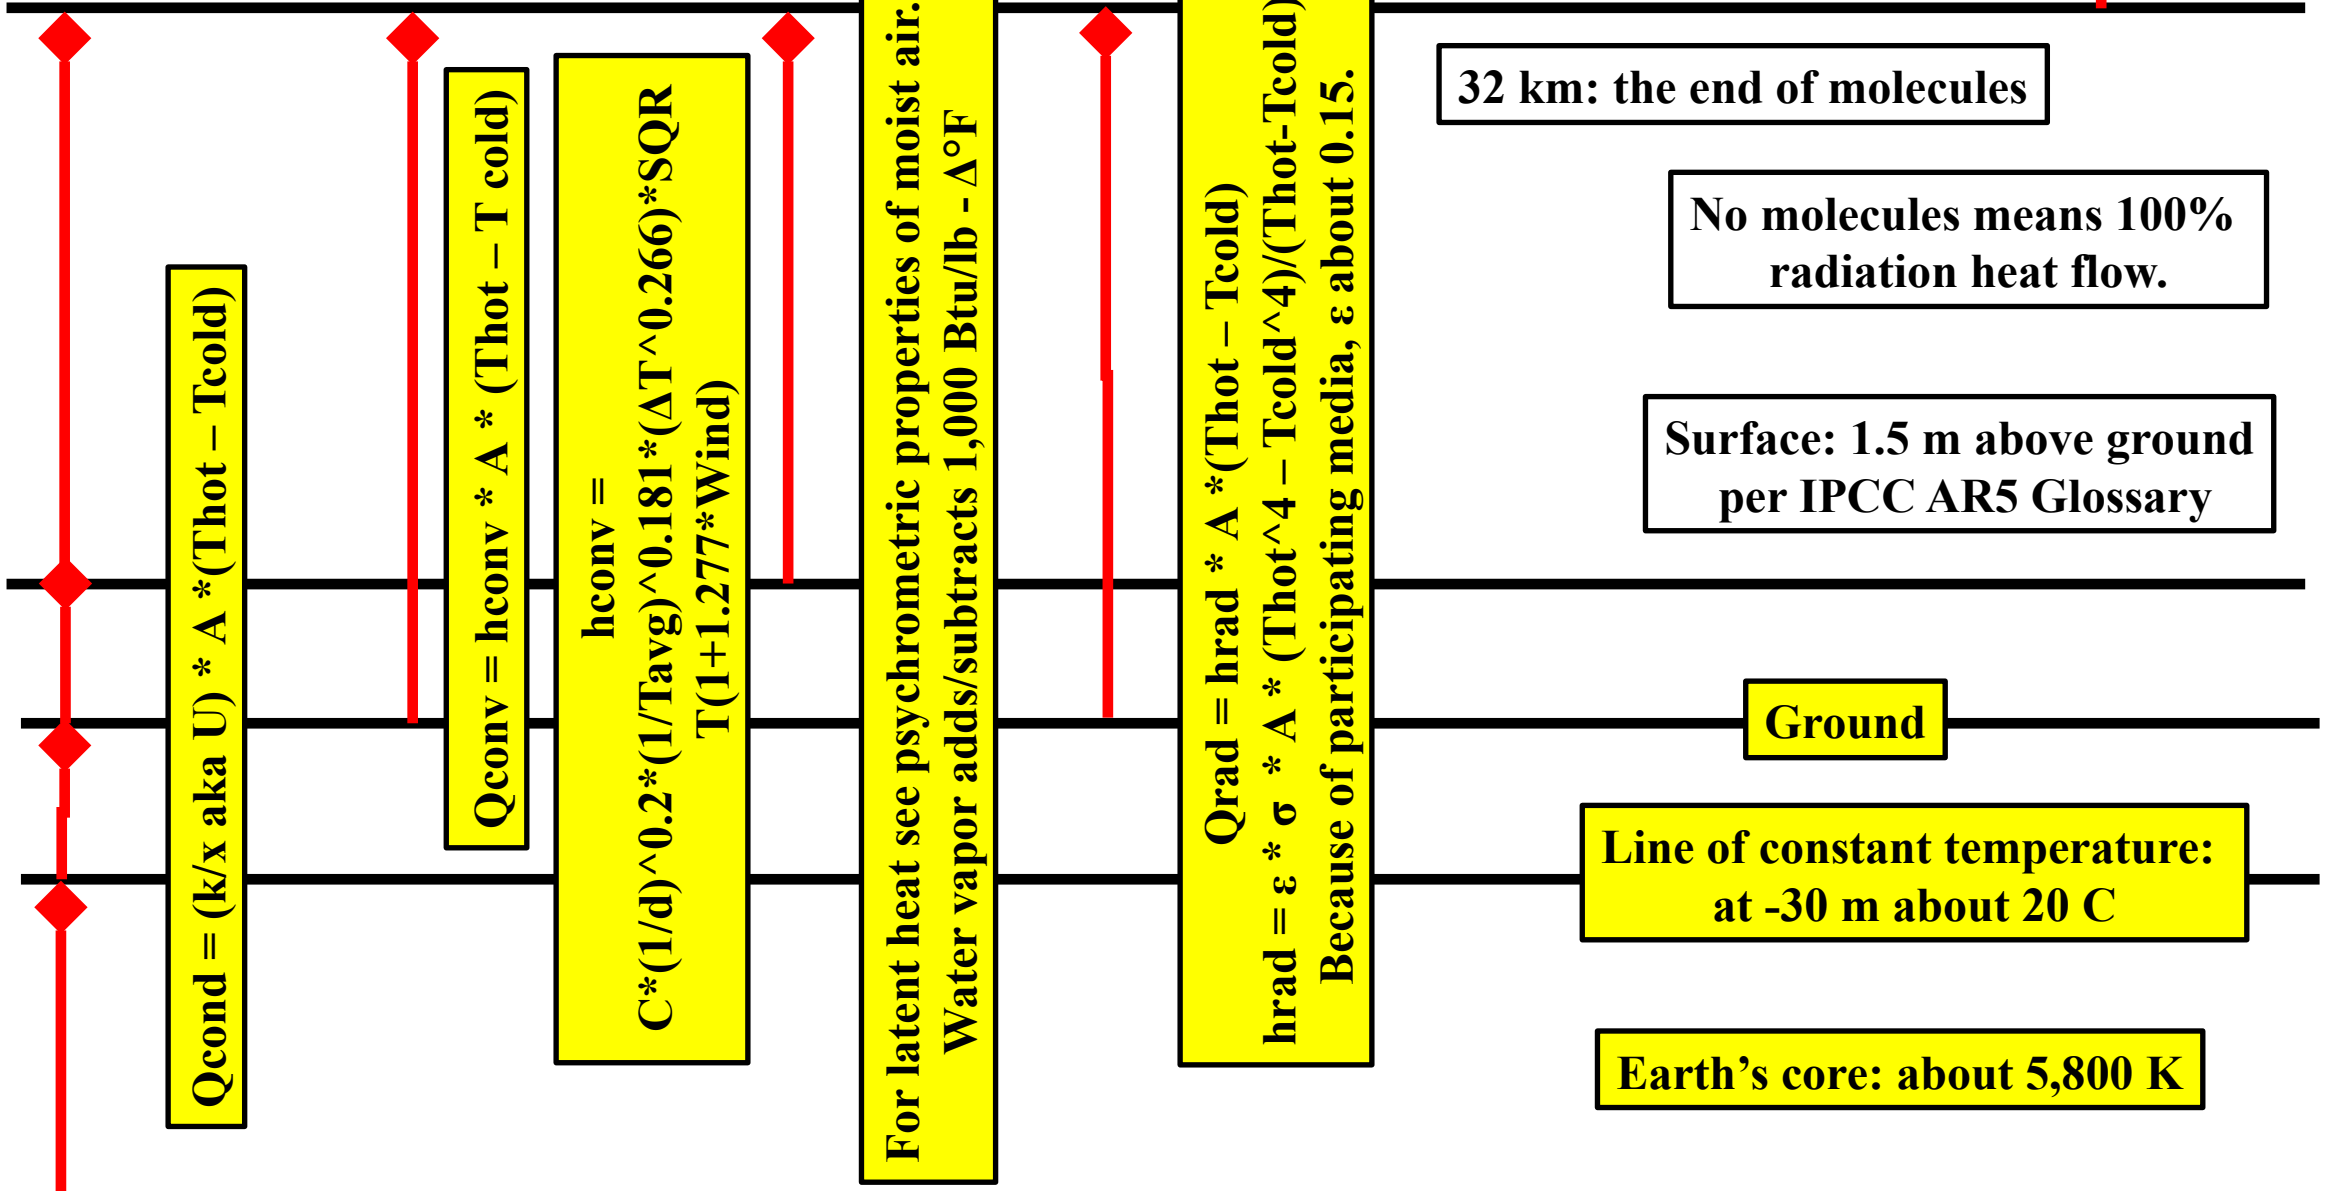 Qcond = (k/x aka U) * A *(Thot – Tcold)
Qconv = hconv * A * (Thot – T cold)
hconv =
C*(1/d)^0.2*(1/Tavg)^0.181*(ΔT^0.266)*SQR
T(1+1.277*Wind)
For latent heat see psychrometric properties of moist air.
Water vapor adds/subtracts 1,000 Btu/lb - Δ°F
Qrad = hrad * A *(Thot – Tcold)
hrad = ε * σ * A * (Thot^4 – Tcold^4)/(Thot-Tcold)
Because of participating media, ε about 0.15.
32 km: the end of molecules
No molecules means 100%
radiation heat flow.
Surface: 1.5 m above ground
per IPCC AR5 Glossary
Ground
Line of constant temperature:
at -30 m about 20 C
Earth’s core: about 5,800 K